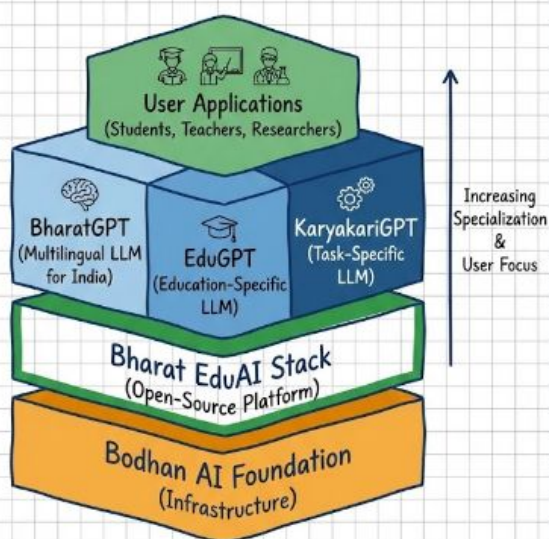 User Applications
(Students, Teachers, Researchers)
BharatGPT
(Multilingual LLM
for India)
EduGPT
(Education-Specific
LLM)
KaryakariGPT
(Task-Specific
LLM)
Increasing
Specialization
&
User Focus
Bharat EduAI Stack
(Open-Source Platform)
Bodhan AI Foundation
(Infrastructure)